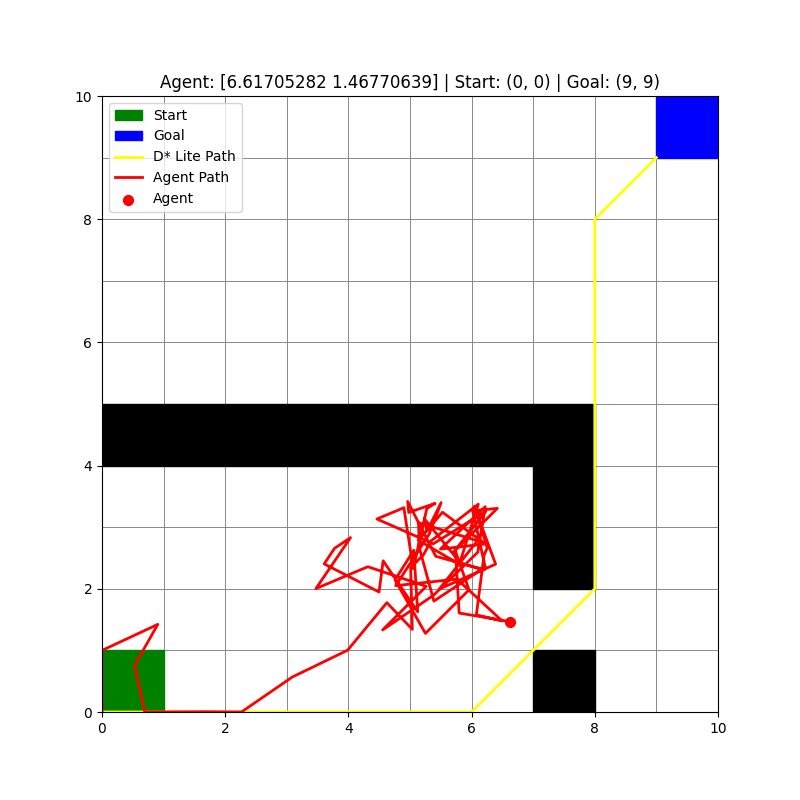 Agent: [6.61705282 1.46770639] | Start: (0, 0) | Goal: (9, 9)
10
Start
Goal
D* Lite Path
Agent Path
Agent
8
6
4
2
0
0 2 4 6 8 10